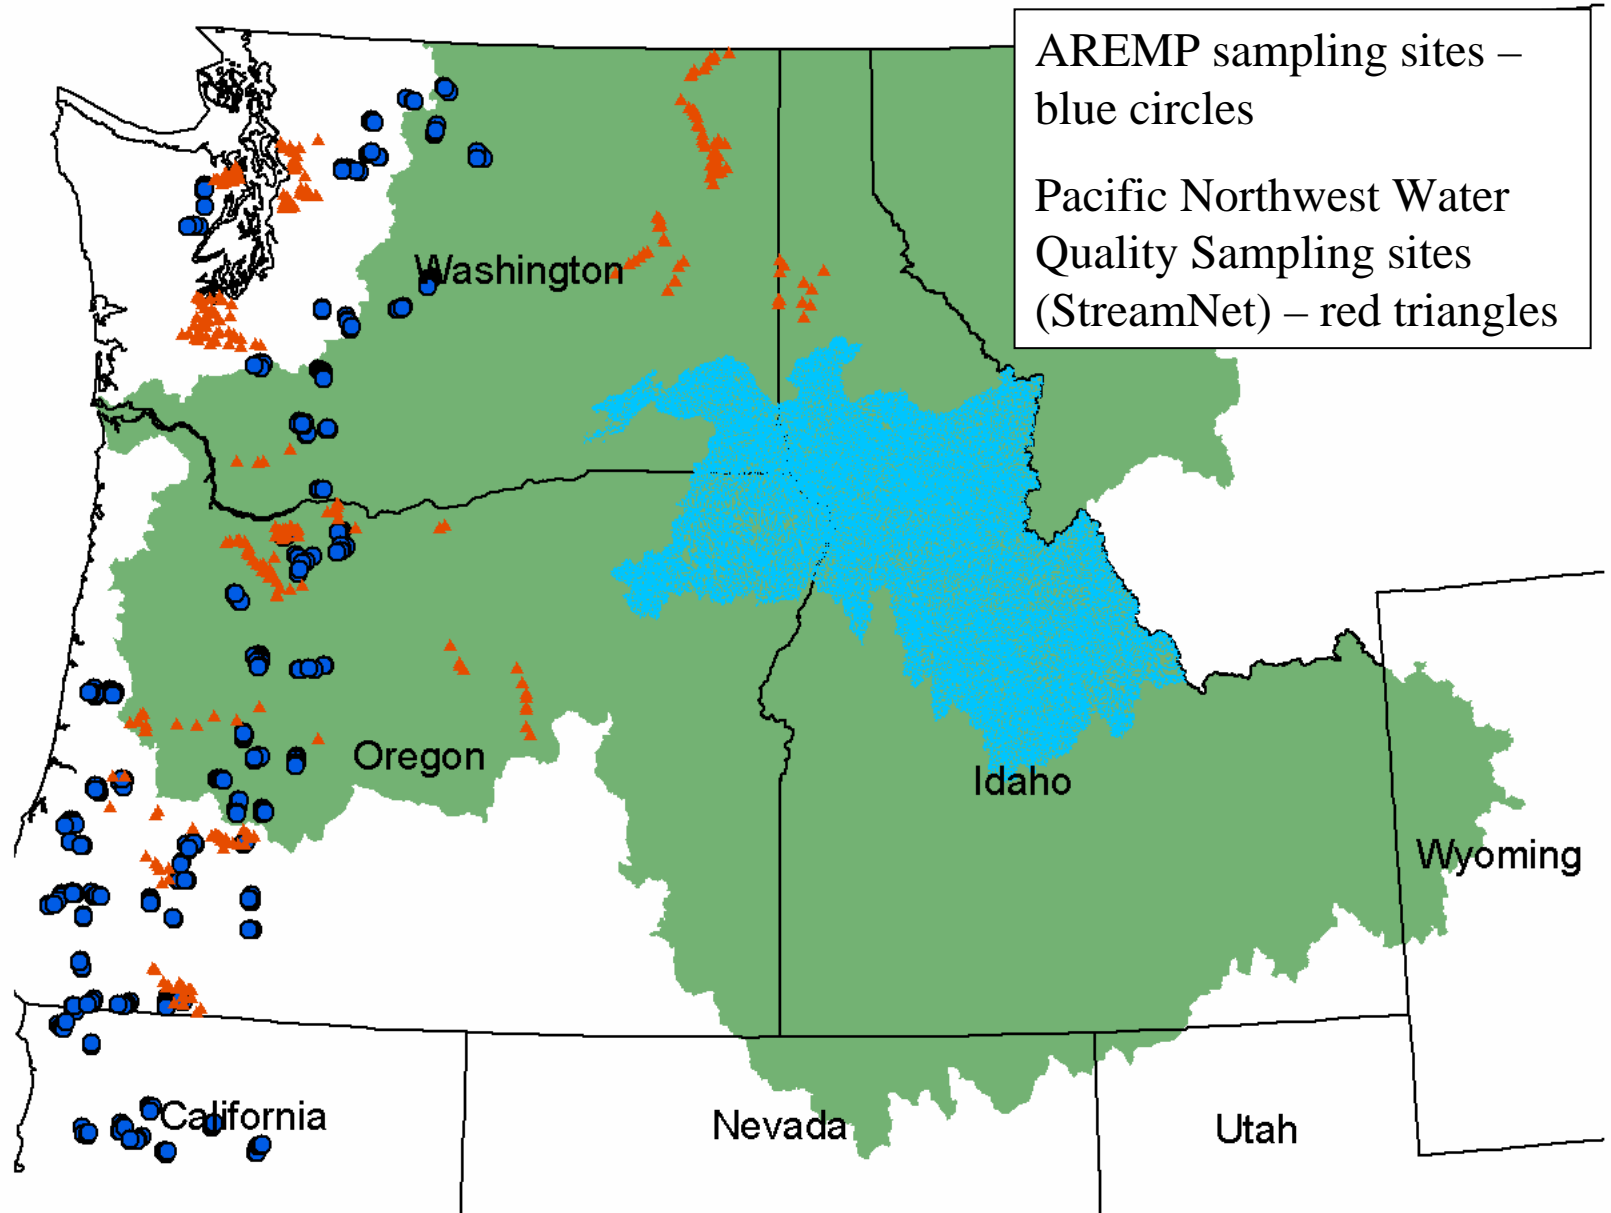 AREMP sampling sites –
blue circles
Pacific Northwest Water
Quality Sampling sites
(StreamNet) – red triangles
Washington
Oregon
Idaho
Wyoming
California
Nevada
Utah